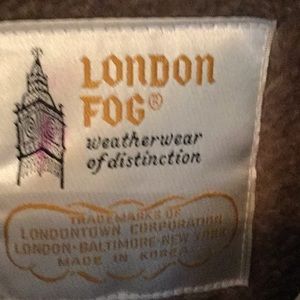 LONDON
FOG®
weatherwear
of distinction
TRADEMARKS OF
LONDONTOWN CORPORATION
LONDON-BALTIMORE-NEW YORK
MADE IN KOREA